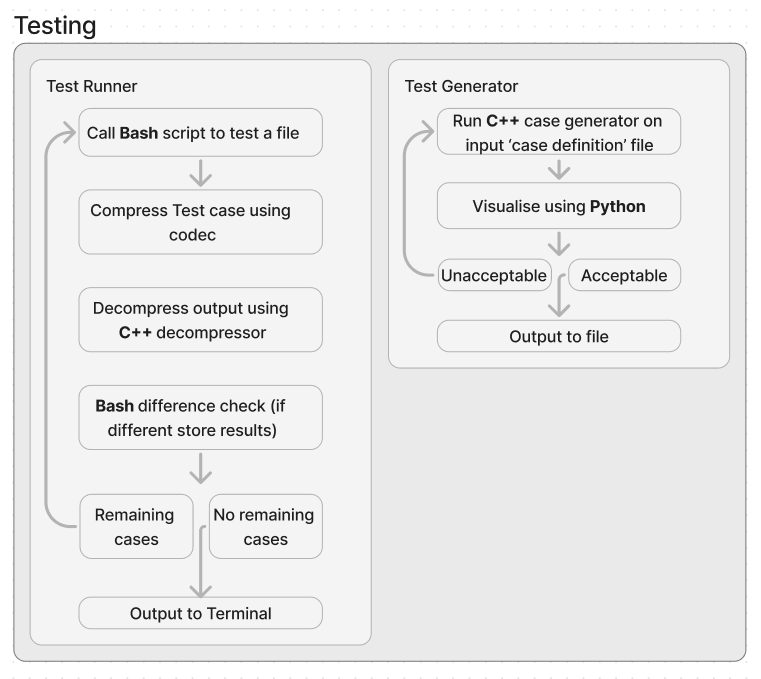 Testing
Test Runner
Call Bash script to test a file
Compress Test case using
codec
Decompress output using
C++ decompressor
Bash difference check (if
different store results)
Remaining
cases
No remaining
cases
Output to Terminal
Test Generator
Run C++ case generator on
input ‘case definition’ file
Visualise using Python
Unacceptable
Acceptable
Output to file